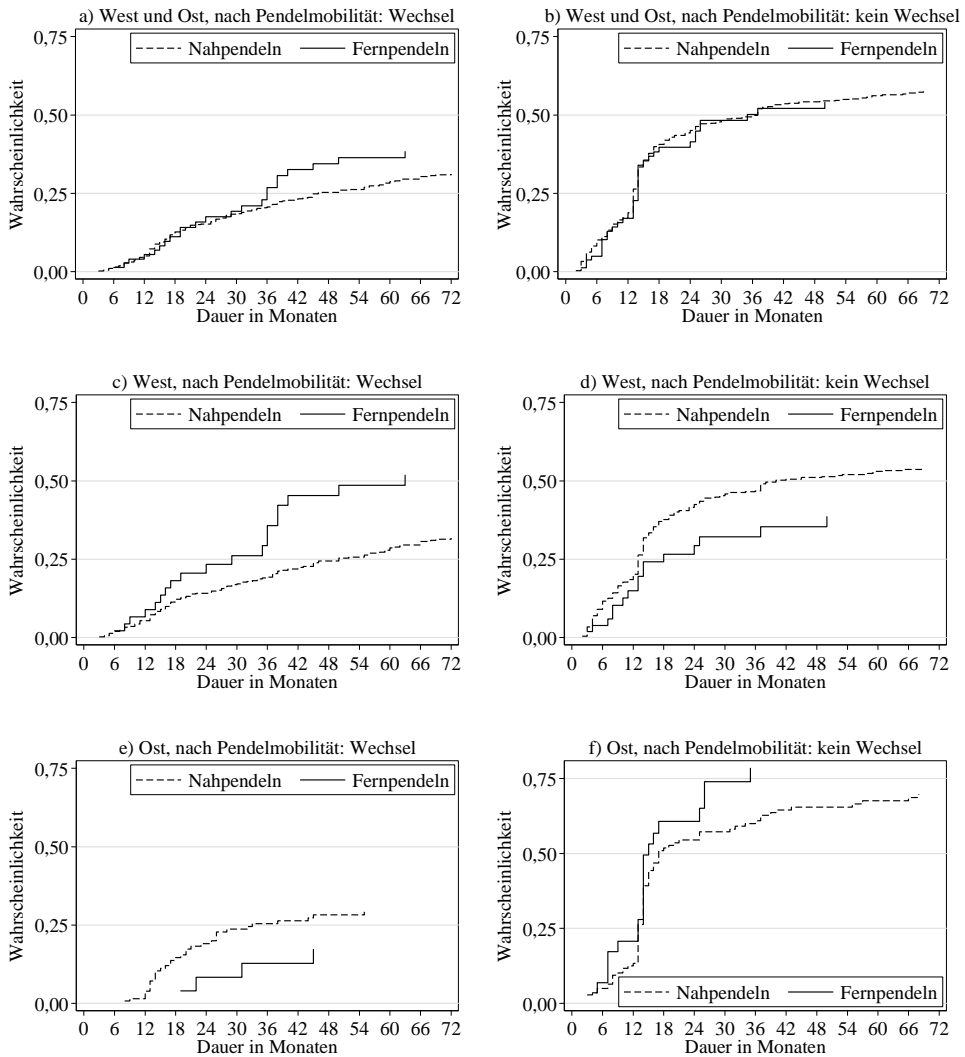 a) West und Ost, nach Pendelmobilität: Wechsel
Nahpendeln Fernpendeln
Wahrscheinlichkeit
0,75
0,50
0,25
0,00
0 6 12 18 24 30 36 42 48 54 60 66 72
Dauer in Monaten
b) West und Ost, nach Pendelmobilität: kein Wechsel
Nahpendeln Fernpendeln
Wahrscheinlichkeit
0,75
0,50
0,25
0,00
0 6 12 18 24 30 36 42 48 54 60 66 72
Dauer in Monaten
c) West, nach Pendelmobilität: Wechsel
Nahpendeln Fernpendeln
Wahrscheinlichkeit
0,75
0,50
0,25
0,00
0 6 12 18 24 30 36 42 48 54 60 66 72
Dauer in Monaten
d) West, nach Pendelmobilität: kein Wechsel
Nahpendeln Fernpendeln
Wahrscheinlichkeit
0,75
0,50
0,25
0,00
0 6 12 18 24 30 36 42 48 54 60 66 72
Dauer in Monaten
e) Ost, nach Pendelmobilität: Wechsel
Nahpendeln Fernpendeln
Wahrscheinlichkeit
0,75
0,50
0,25
0,00
0 6 12 18 24 30 36 42 48 54 60 66 72
Dauer in Monaten
f) Ost, nach Pendelmobilität: kein Wechsel
Wahrscheinlichkeit
0,75
0,50
0,25
0,00
Nahpendeln Fernpendeln
0 6 12 18 24 30 36 42 48 54 60 66 72
Dauer in Monaten